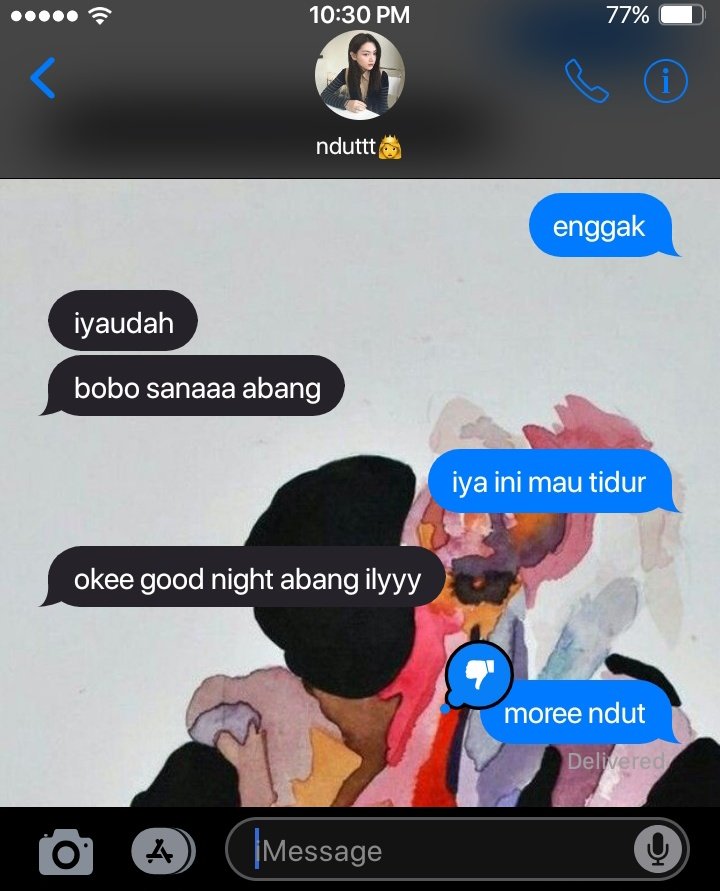 10:30 PM
77%
nduttt👸
enggak
iyaudah
bobo sanaaa abang
iya ini mau tidur
okee good night abang ilyyy
moree ndut
Delivered
iMessage